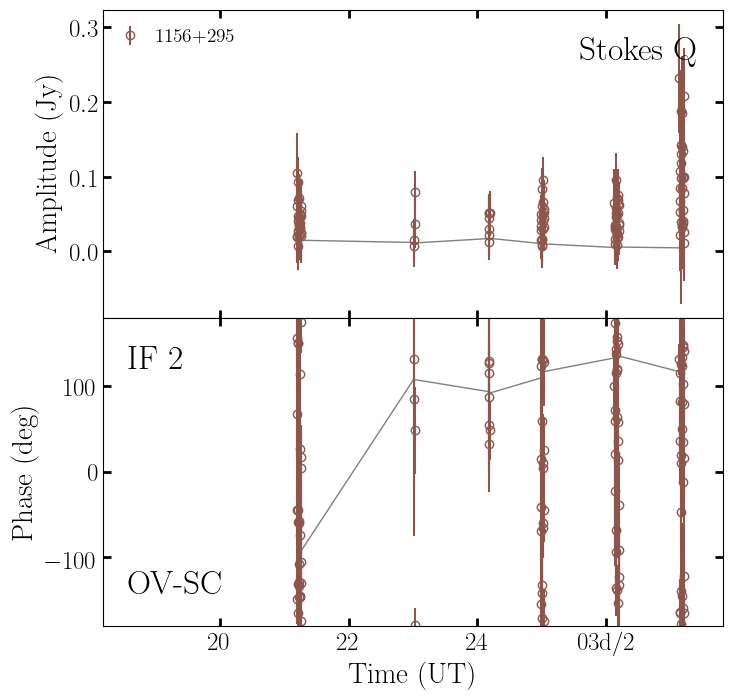 0.3
1156+295
Stokes Q
0.2
0.1
0.0
Amplitude (Jy)
IF 2
100
0
−100
Phase (deg)
OV-SC
20
22
24
03d/2
Time (UT)